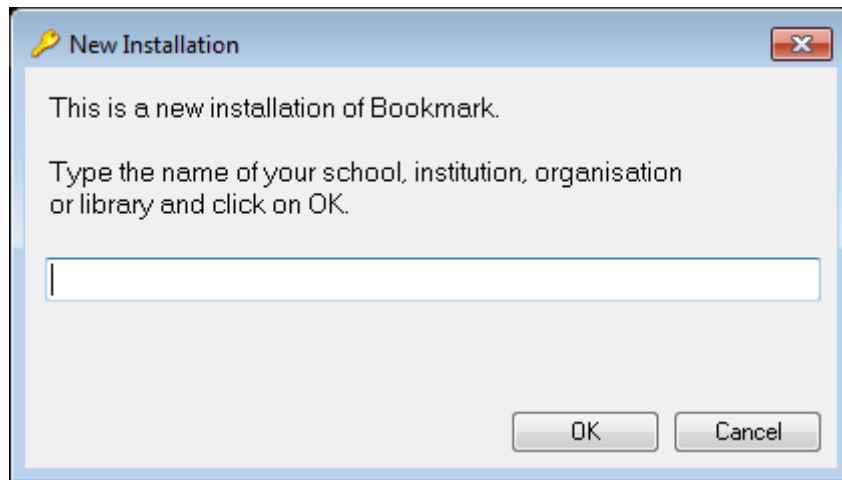 New Installation
This is a new installation of Bookmark.
Type the name of your school, institution, organisation
or library and click on OK.
OK
Cancel